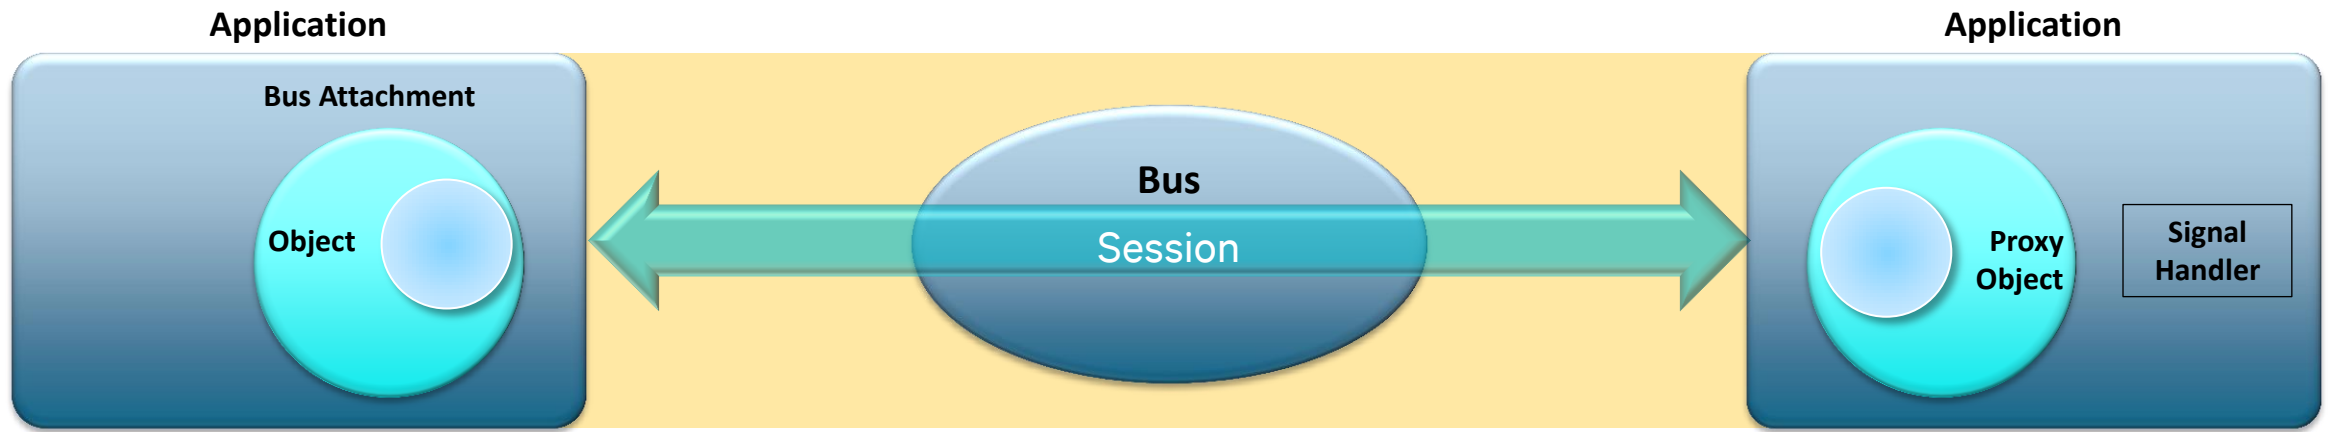 Application
Bus Attachment
Object
Bus
Session
Application
Proxy
Object
Signal
Handler